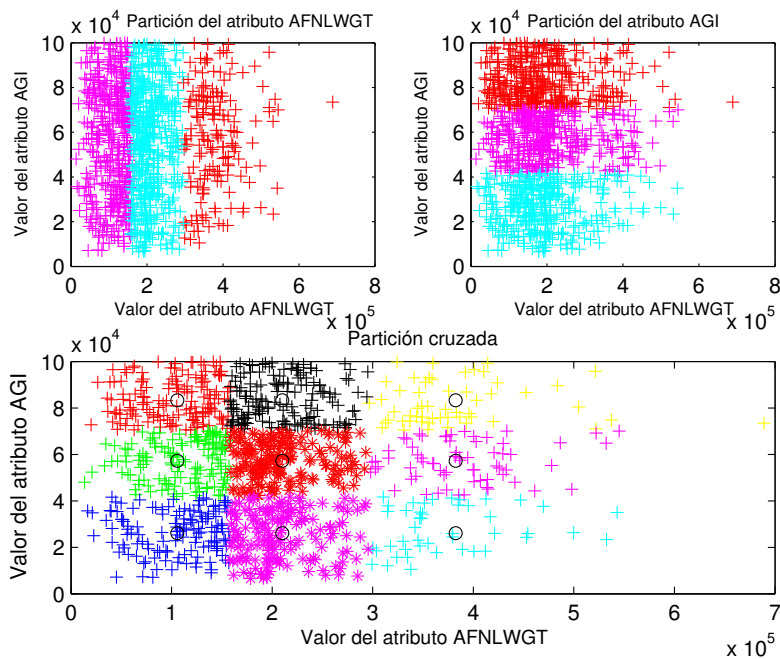 x 10^4 Partición del atributo AFNLWGT
10
8
6
4
2
0
Valor del atributo AGI
0 2 4 6 8
Valor del atributo AFNLWGT
x 10^5
x 10^4 Partición del atributo AGI
10
8
6
4
2
0
Valor del atributo AGI
0 2 4 6 8
Valor del atributo AFNLWGT
x 10^5
x 10^4
Partición cruzada
10
8
6
4
2
0
Valor del atributo AGI
0 1 2 3 4 5 6 7
Valor del atributo AFNLWGT
x 10^5